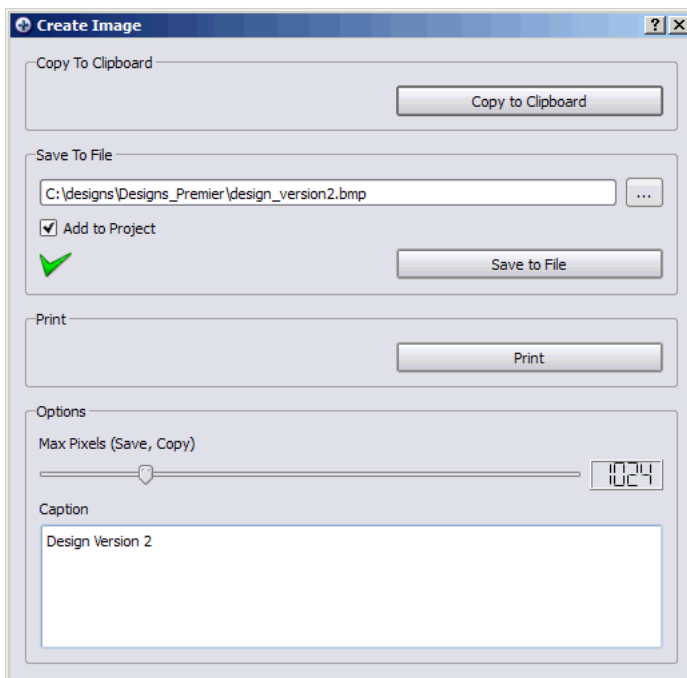 Create Image
Copy To Clipboard
Copy to Clipboard
Save To File
C:\designs\Designs_Premier\design_version2.bmp
...
Add to Project
Save to File
Print
Print
Options
Max Pixels (Save, Copy)
1024
Caption
Design Version 2